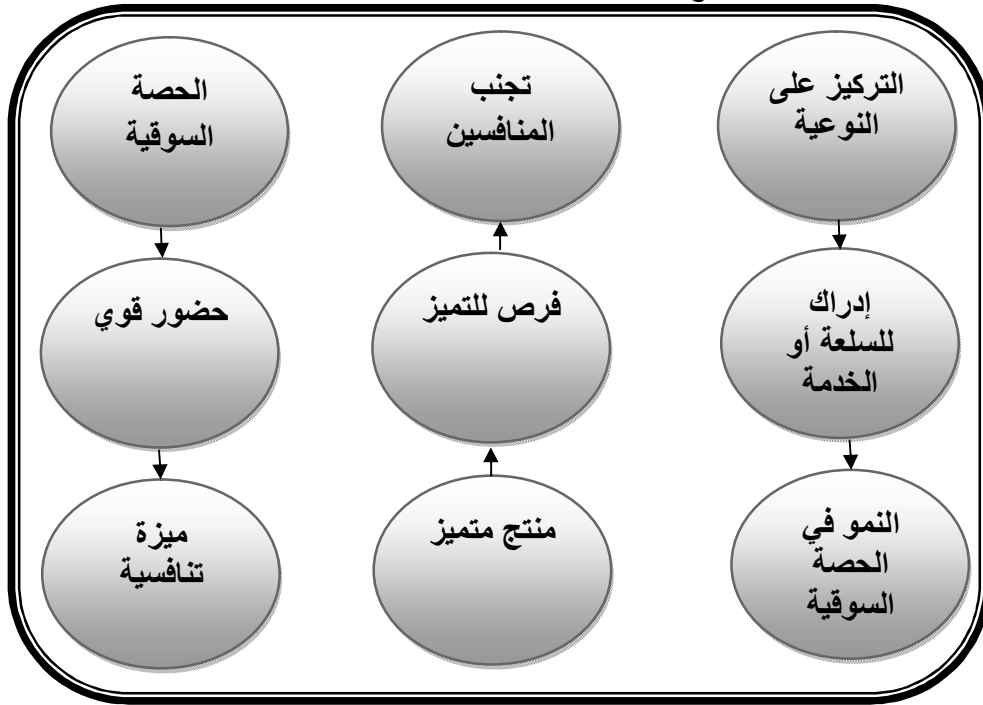 التركيز على
النوعية
إدراك
للسلعة أو
الخدمة
النمو في
الحصة
السوقية
تجنب
المنافسين
فرص للتميز
منتج متميز
الحصة
السوقية
حضور قوي
ميزة
تنافسية